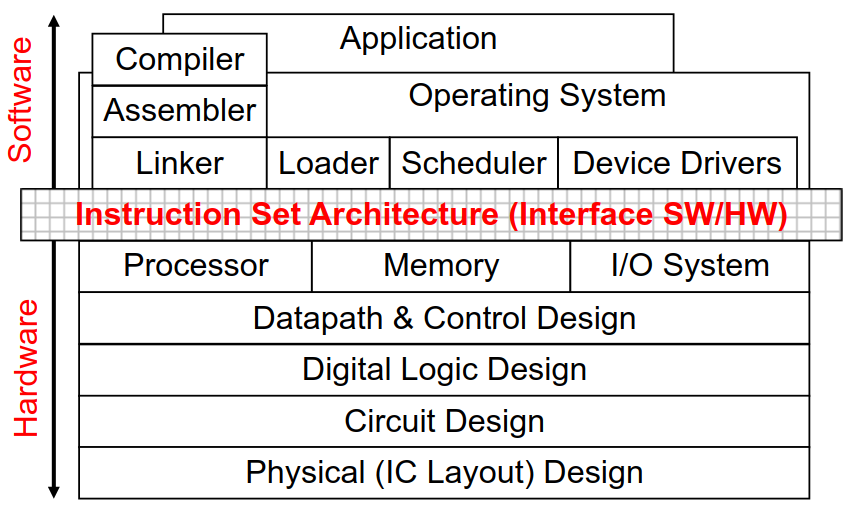 Software
Application
Compiler
Operating System
Assembler
Linker
Loader
Scheduler
Device Drivers
Instruction Set Architecture (Interface SW/HW)
Hardware
Processor
Memory
I/O System
Datapath & Control Design
Digital Logic Design
Circuit Design
Physical (IC Layout) Design